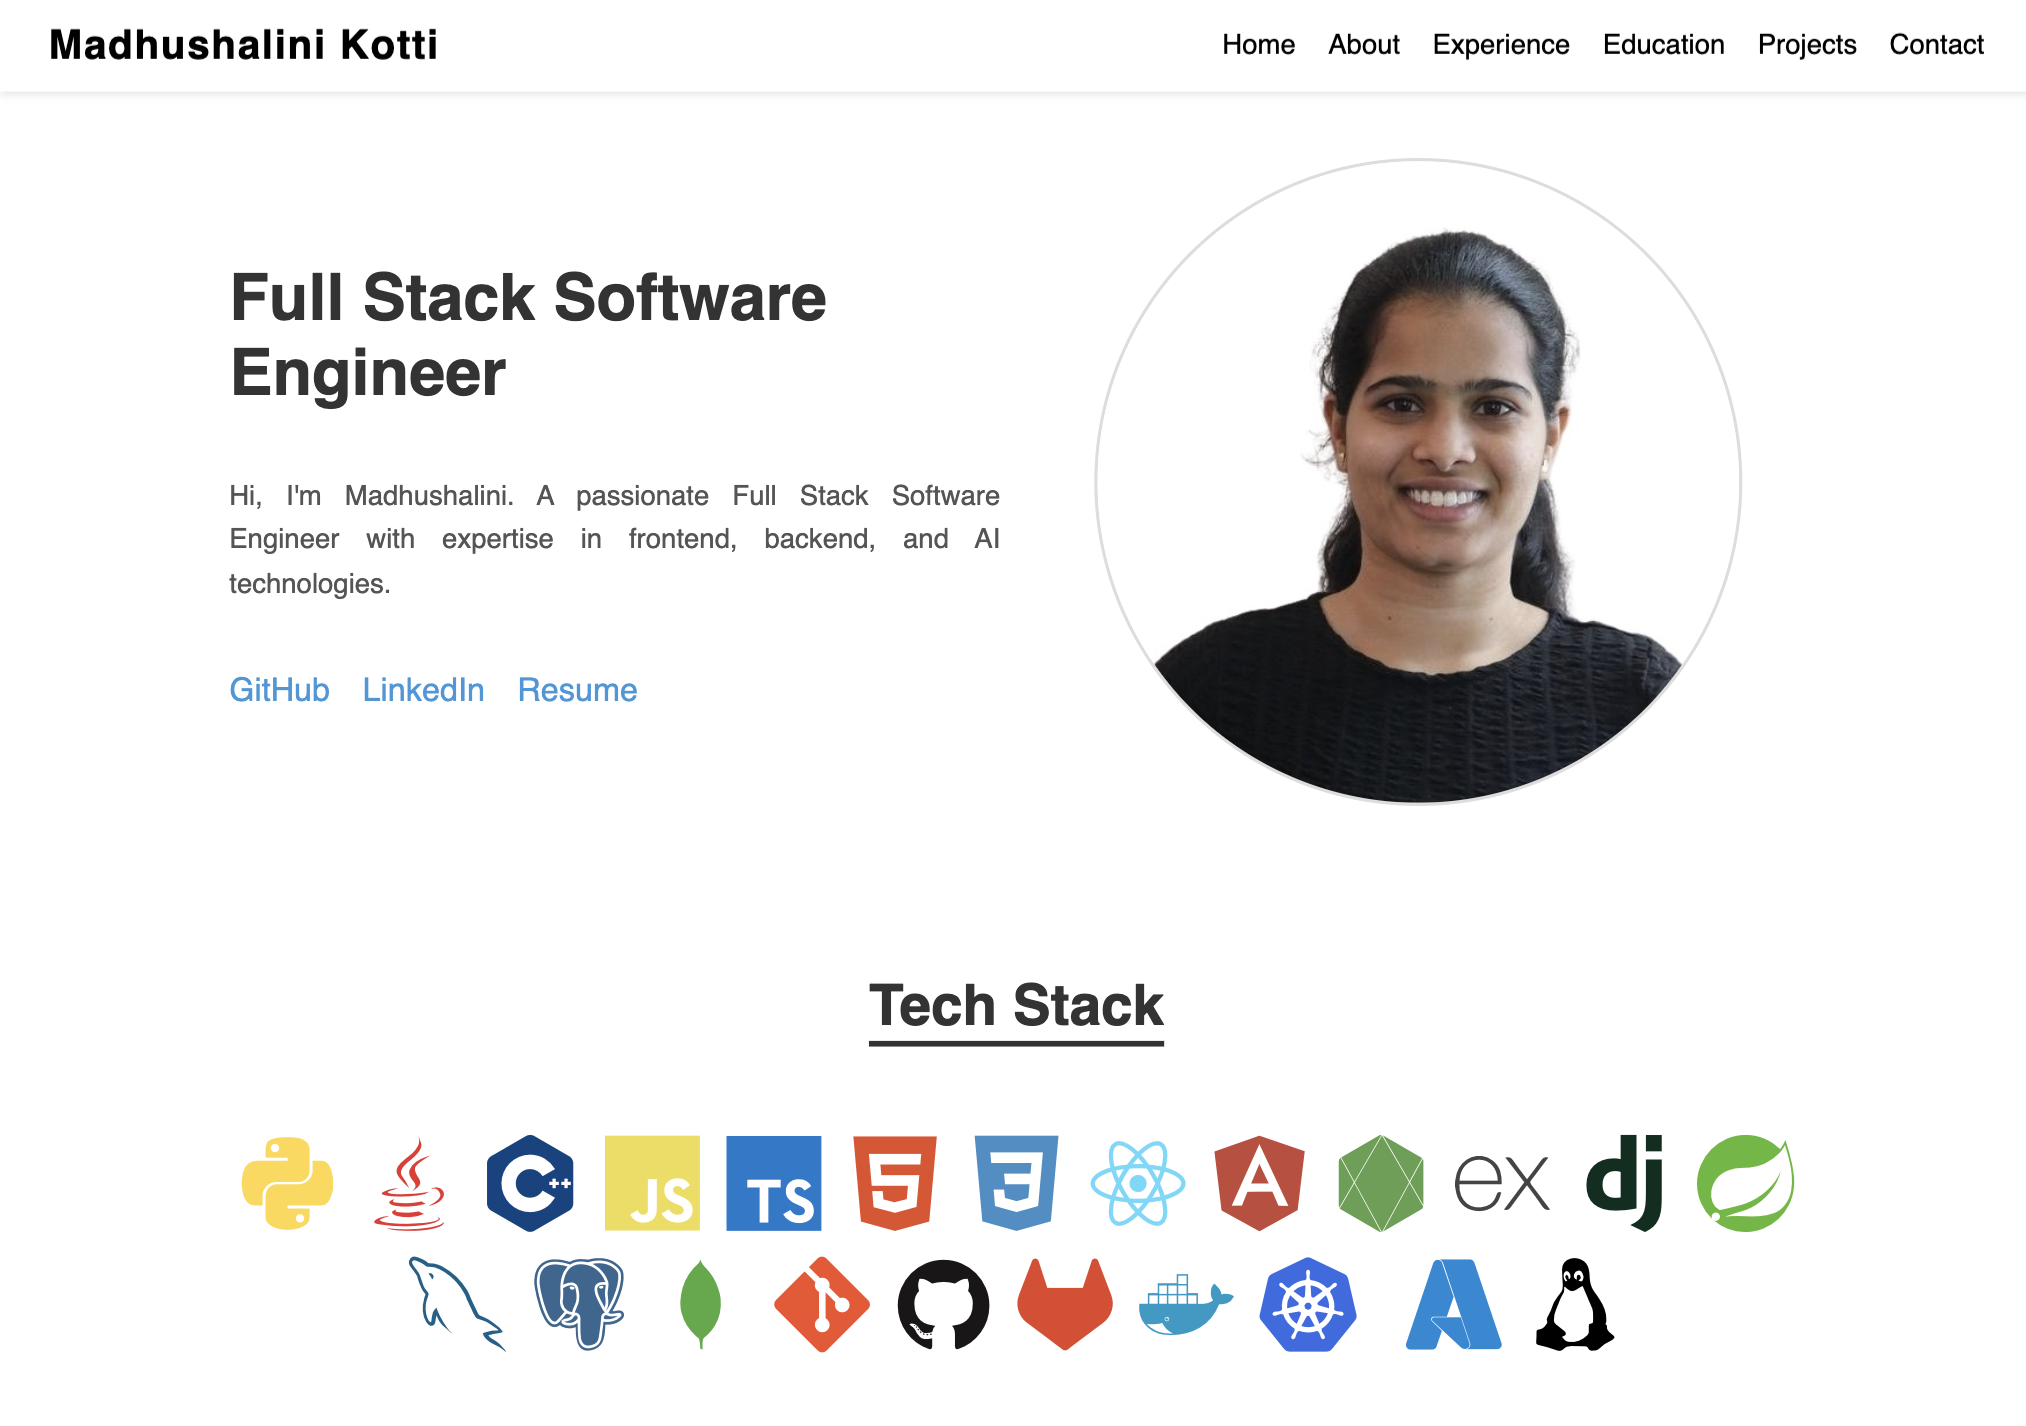 Madhushalini Kotti
Home About Experience Education Projects Contact
Full Stack Software
Engineer
Hi, I'm Madhushalini. A passionate Full Stack Software
Engineer with expertise in frontend, backend, and AI
technologies.
GitHub LinkedIn Resume
Tech Stack
C++ JS TS 5 3 A ex dj